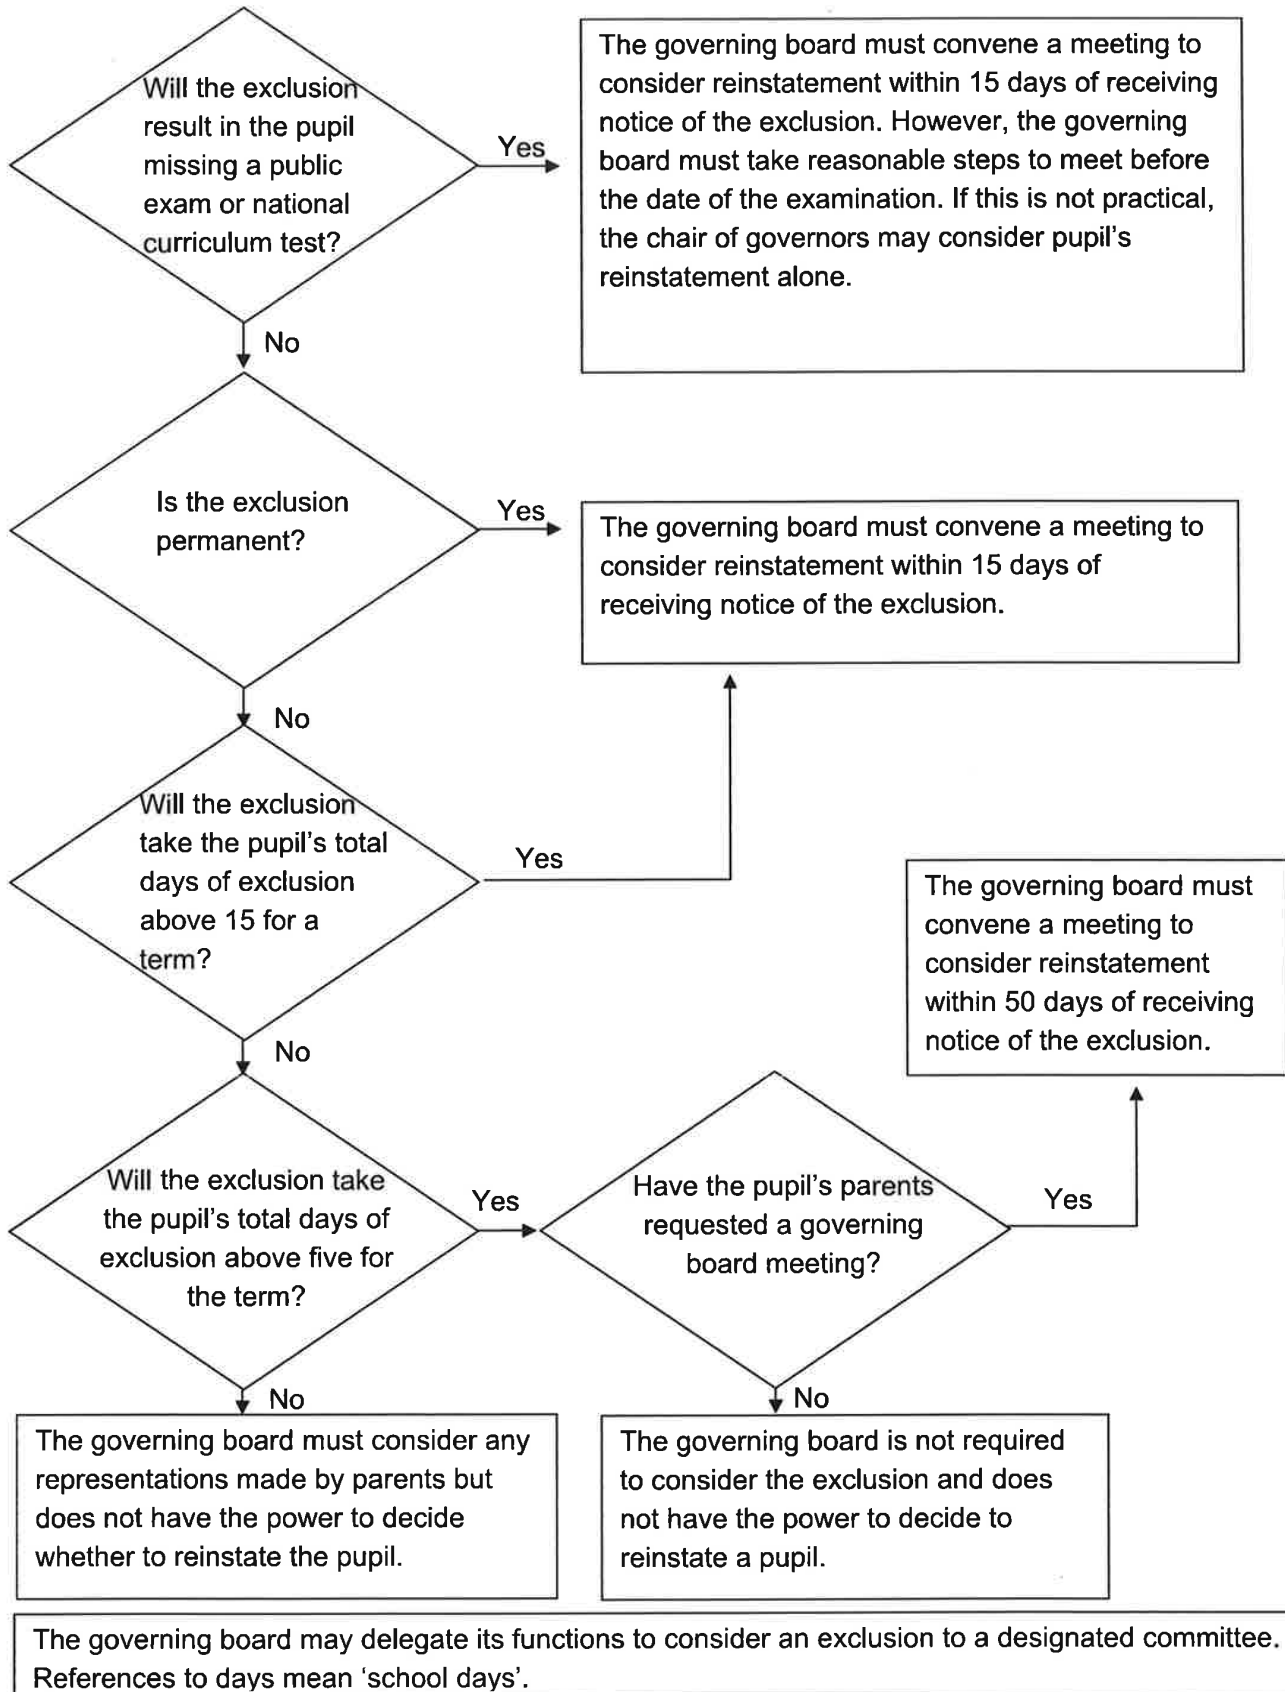 Will the exclusion
result in the pupil
missing a public
exam or national
curriculum test?
Yes
The governing board must convene a meeting to
consider reinstatement within 15 days of receiving
notice of the exclusion. However, the governing
board must take reasonable steps to meet before
the date of the examination. If this is not practical,
the chair of governors may consider pupil's
reinstatement alone.
No
Is the exclusion
permanent?
Yes
The governing board must convene a meeting to
consider reinstatement within 15 days of
receiving notice of the exclusion.
No
Will the exclusion
take the pupil's total
days of exclusion
above 15 for a
term?
Yes
The governing board must
convene a meeting to
consider reinstatement
within 50 days of receiving
notice of the exclusion.
No
Will the exclusion take
the pupil's total days of
exclusion above five for
the term?
Yes
Have the pupil's parents
requested a governing
board meeting?
Yes
No
The governing board must consider any
representations made by parents but
does not have the power to decide
whether to reinstate the pupil.
No
The governing board is not required
to consider the exclusion and does
not have the power to decide to
reinstate a pupil.
The governing board may delegate its functions to consider an exclusion to a designated committee.
References to days mean 'school days'.